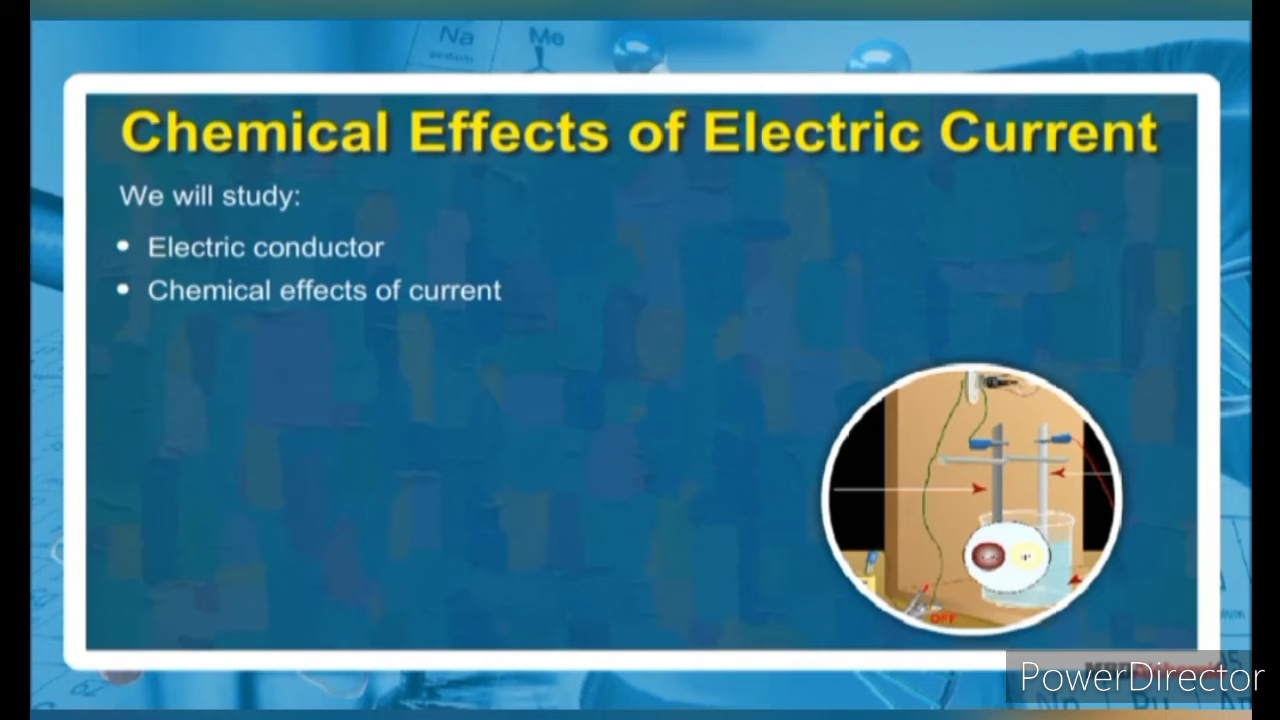 Na
Me
Chemical Effects of Electric Current
We will study:
• Electric conductor
• Chemical effects of current
OFF
PowerDirector